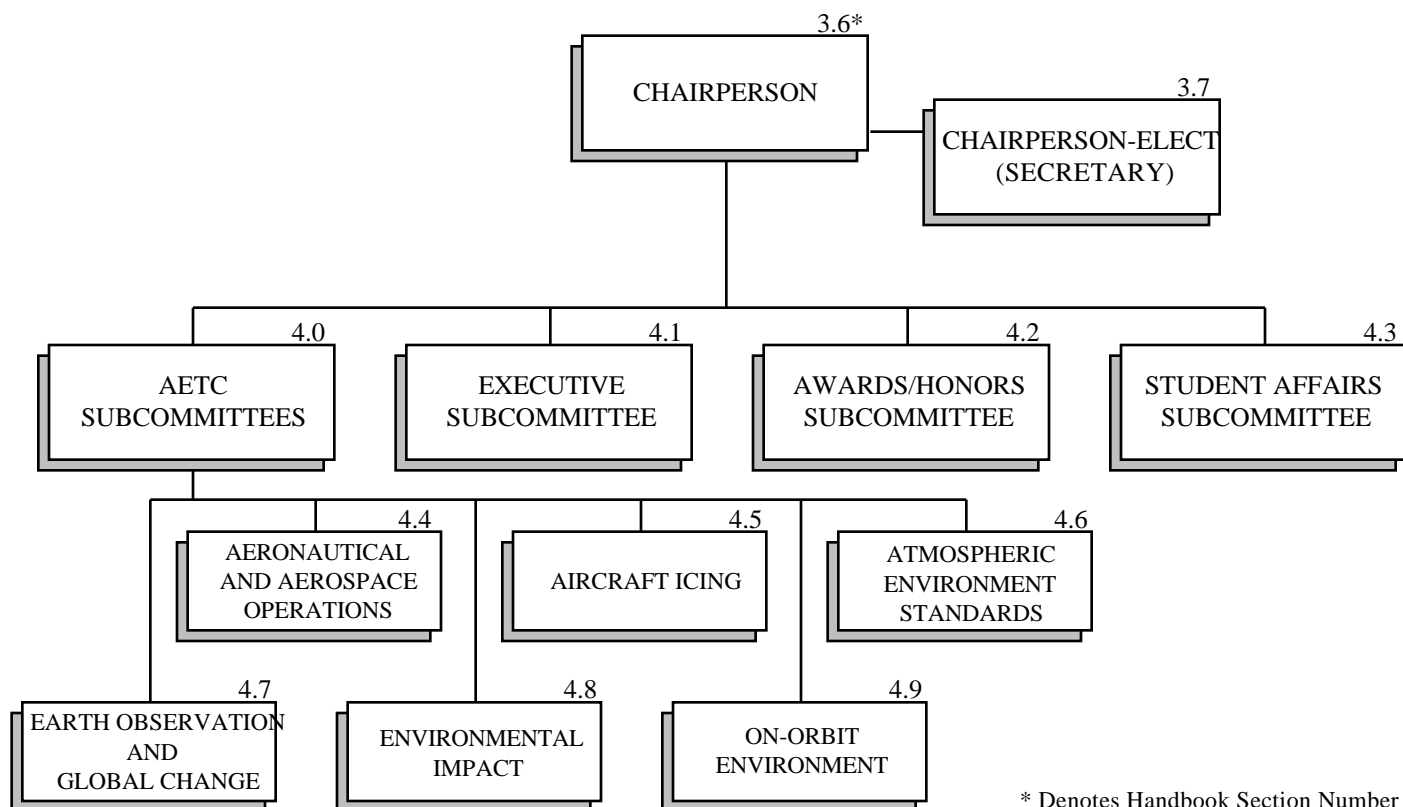 3.6*
CHAIRPERSON
3.7
CHAIRPERSON-ELECT
(SECRETARY)
4.0
AETC
SUBCOMMITTEES
4.1
EXECUTIVE
SUBCOMMITTEE
4.2
AWARDS/HONORS
SUBCOMMITTEE
4.3
STUDENT AFFAIRS
SUBCOMMITTEE
4.4
AERONAUTICAL
AND AEROSPACE
OPERATIONS
4.5
AIRCRAFT ICING
4.6
ATMOSPHERIC
ENVIRONMENT
STANDARDS
4.7
EARTH OBSERVATION
AND
GLOBAL CHANGE
4.8
ENVIRONMENTAL
IMPACT
4.9
ON-ORBIT
ENVIRONMENT
* Denotes Handbook Section Number